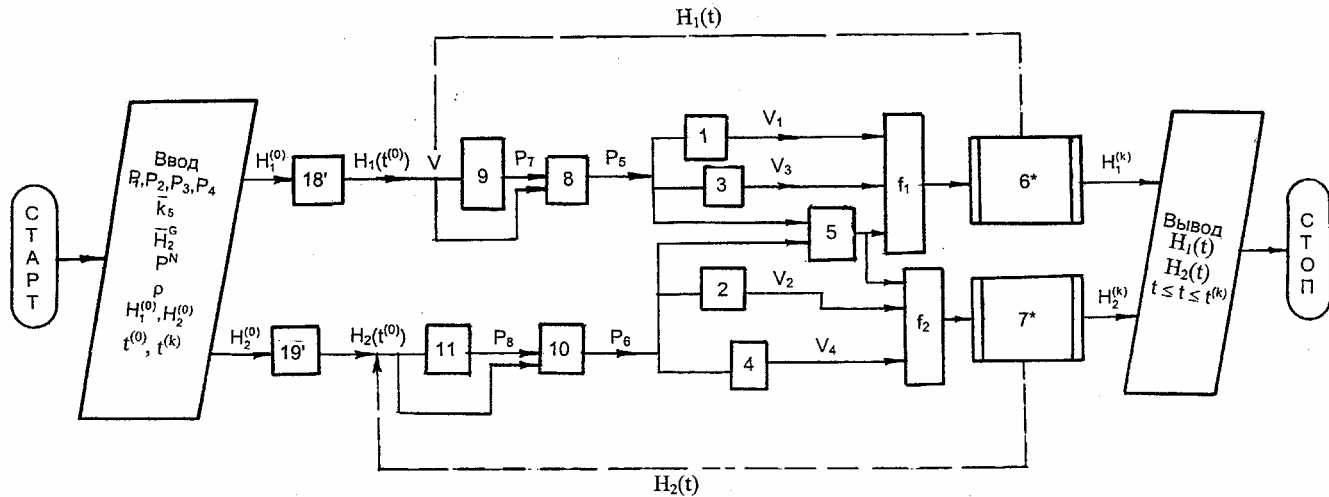 H₁(t)
СТАРТ
Ввод
P₁,P₂,P₃,P₄
k̅₅
H̅₂ᴳ
Pᴺ
ρ
H₁⁽⁰⁾,H₂⁽⁰⁾
t⁽⁰⁾, t⁽ᵏ⁾
H₁⁽⁰⁾
18'
H₁(t⁽⁰⁾)
V
9
P₇
8
P₅
1
V₁
3
V₃
5
f₁
6*
H₁⁽ᵏ⁾
H₂⁽⁰⁾
19'
H₂(t⁽⁰⁾)
11
P₈
10
P₆
2
V₂
4
V₄
f₂
7*
H₂⁽ᵏ⁾
Вывод
H₁(t)
H₂(t)
t ≤ t ≤ t⁽ᵏ⁾
СТОП
H₂(t)